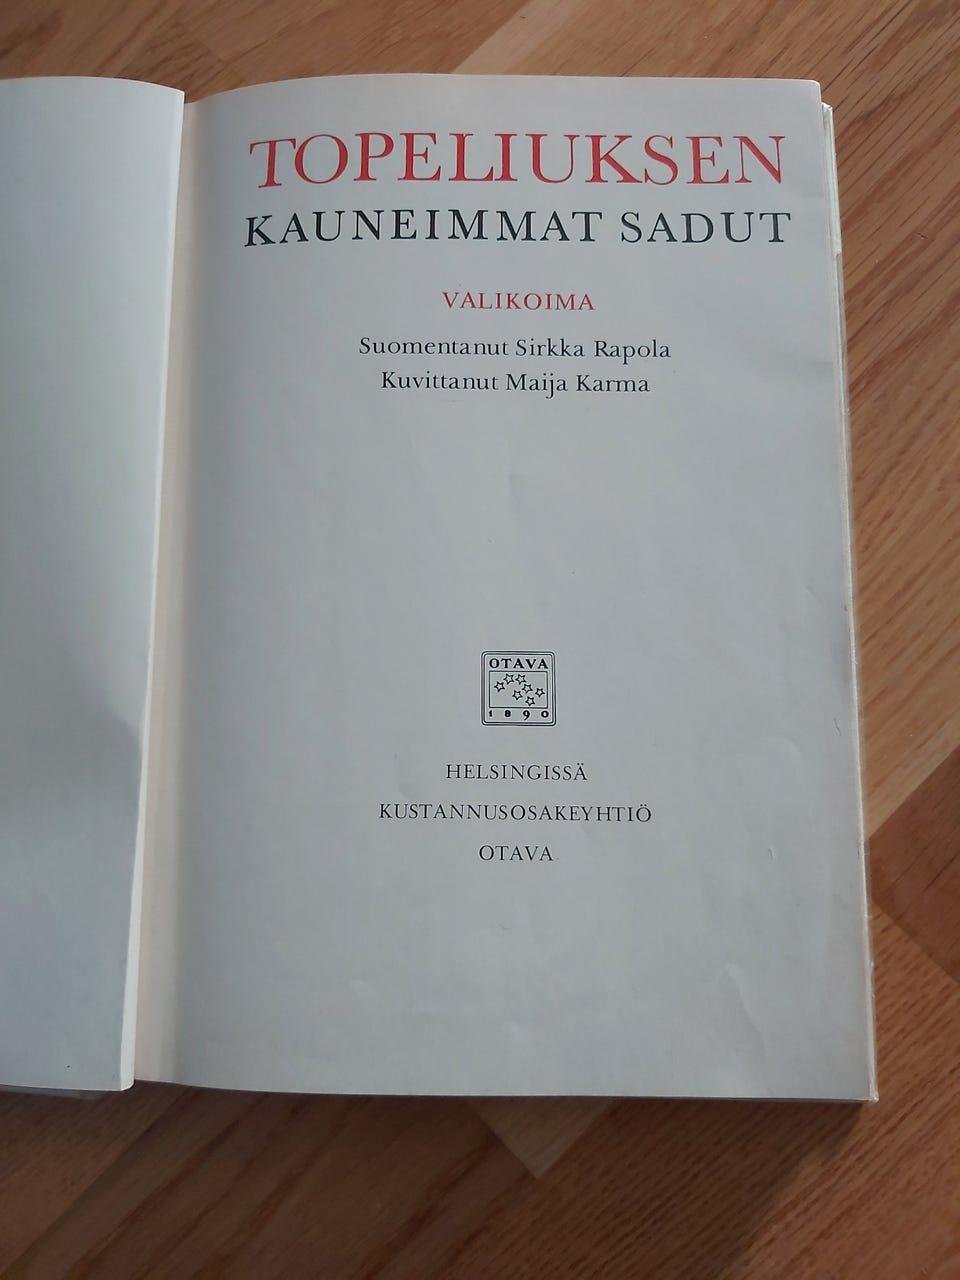 TOPELIUKSEN
KAUNEIMMAT SADUT
VALIKOIMA
Suomentanut Sirkka Rapola
Kuvittanut Maija Karma
OTAVA
1890
HELSINGISSÄ
KUSTANNUSOSAKEYHTIÖ
OTAVA